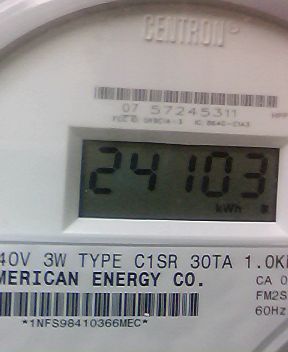 CENTRON
07 57245311
24103
kWh
40V 3W TYPE C1SR 30TA 1.0K
MERICAN ENERGY CO.
CA 0
FM2S
60Hz
*1NFS98410366MEC*